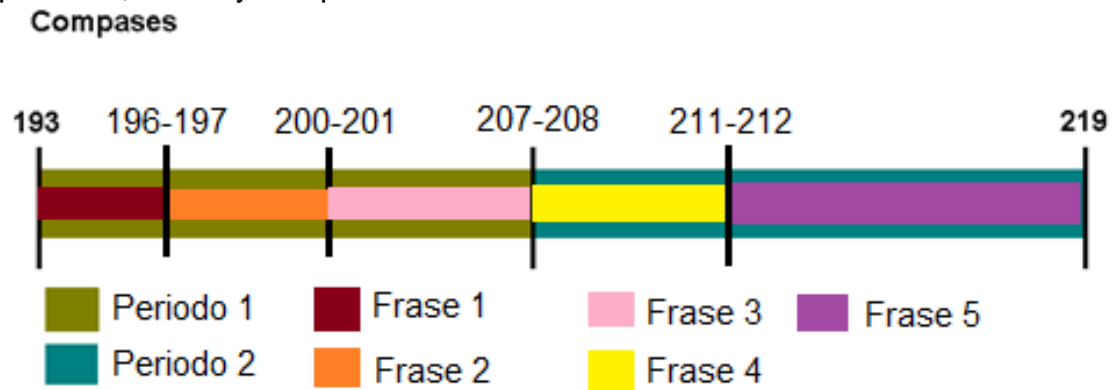 Compases
193 196-197 200-201 207-208 211-212 219
Periodo 1 Frase 1 Frase 3 Frase 5
Periodo 2 Frase 2 Frase 4